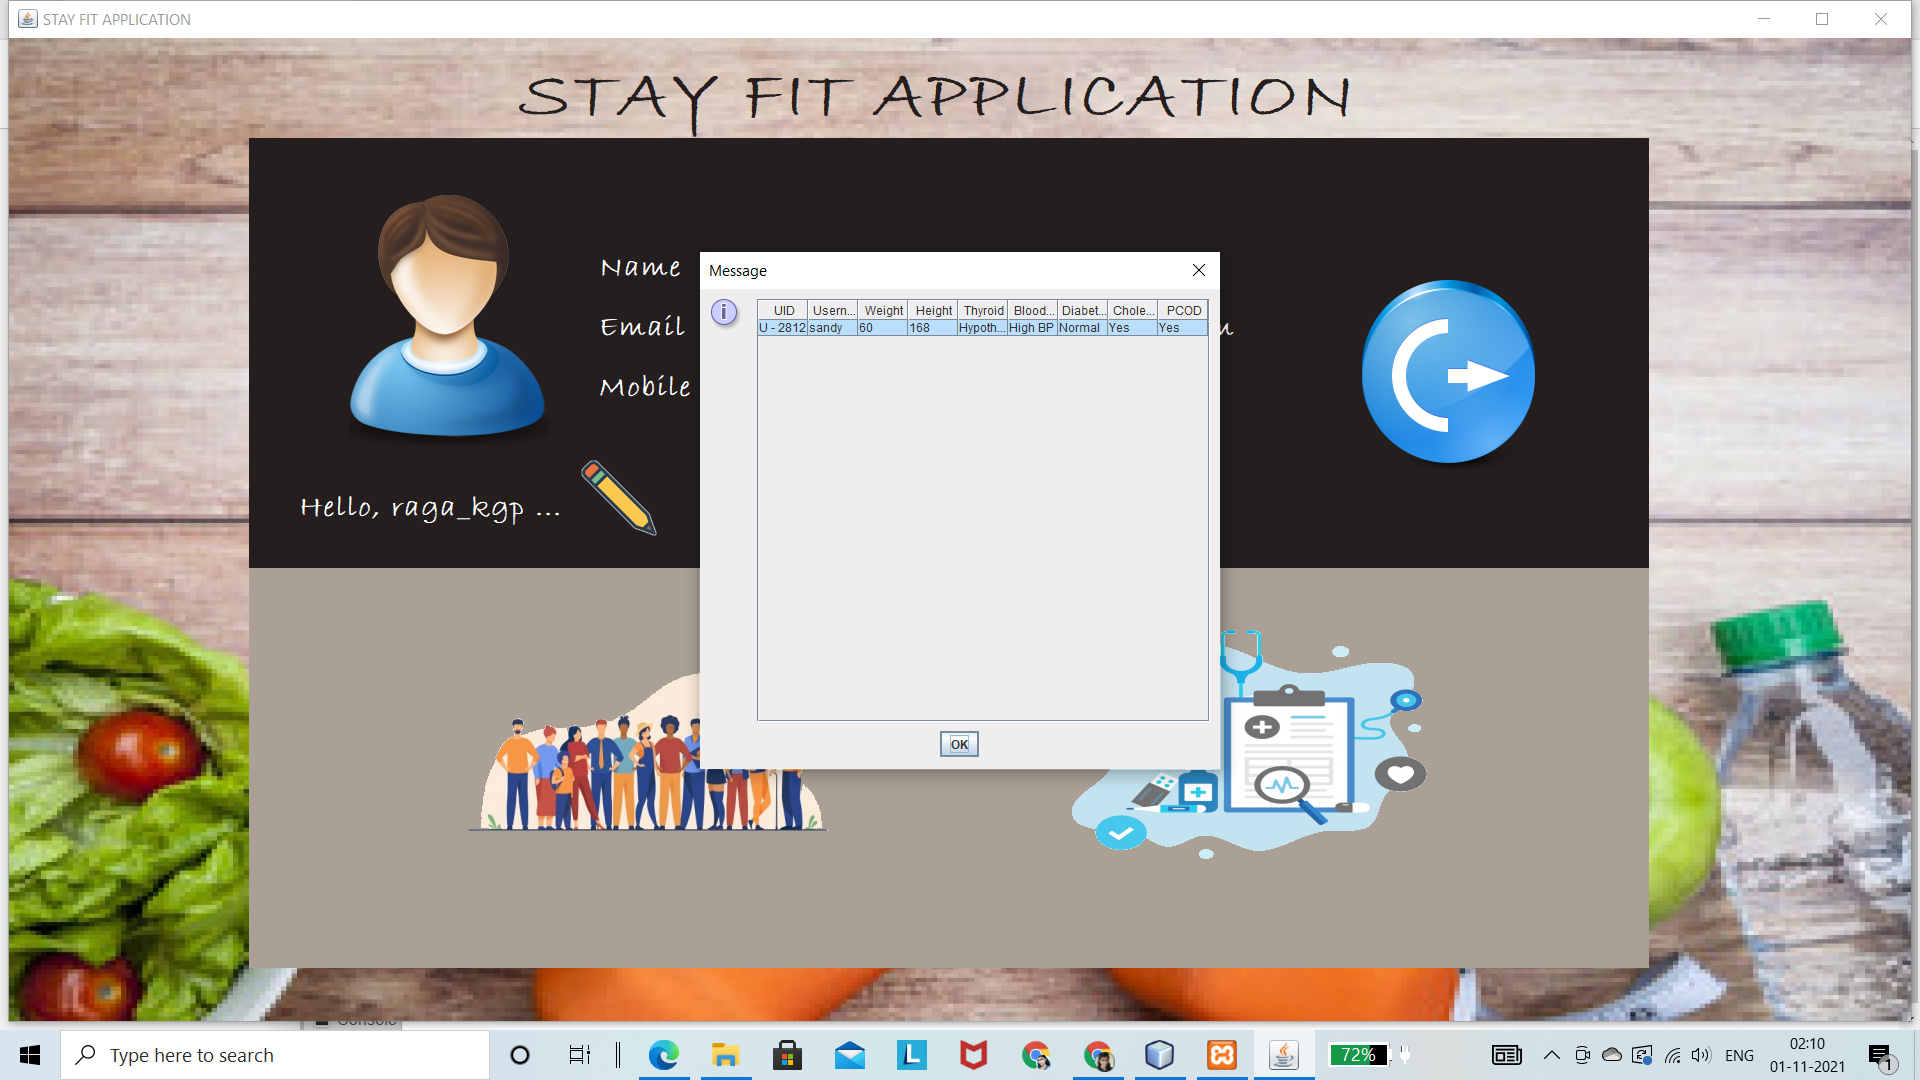 STAY FIT APPLICATION
STAY FIT APPLICATION
Name
Email
Mobile
Hello, raga_kgp ...
Message
UID Usern... Weight Height Thyroid Blood... Diabet... Chole... PCOD
U - 2812 sandy 60 168 Hypoth... High BP Normal Yes Yes
OK
Type here to search
L
72%
ENG
02:10
01-11-2021
1